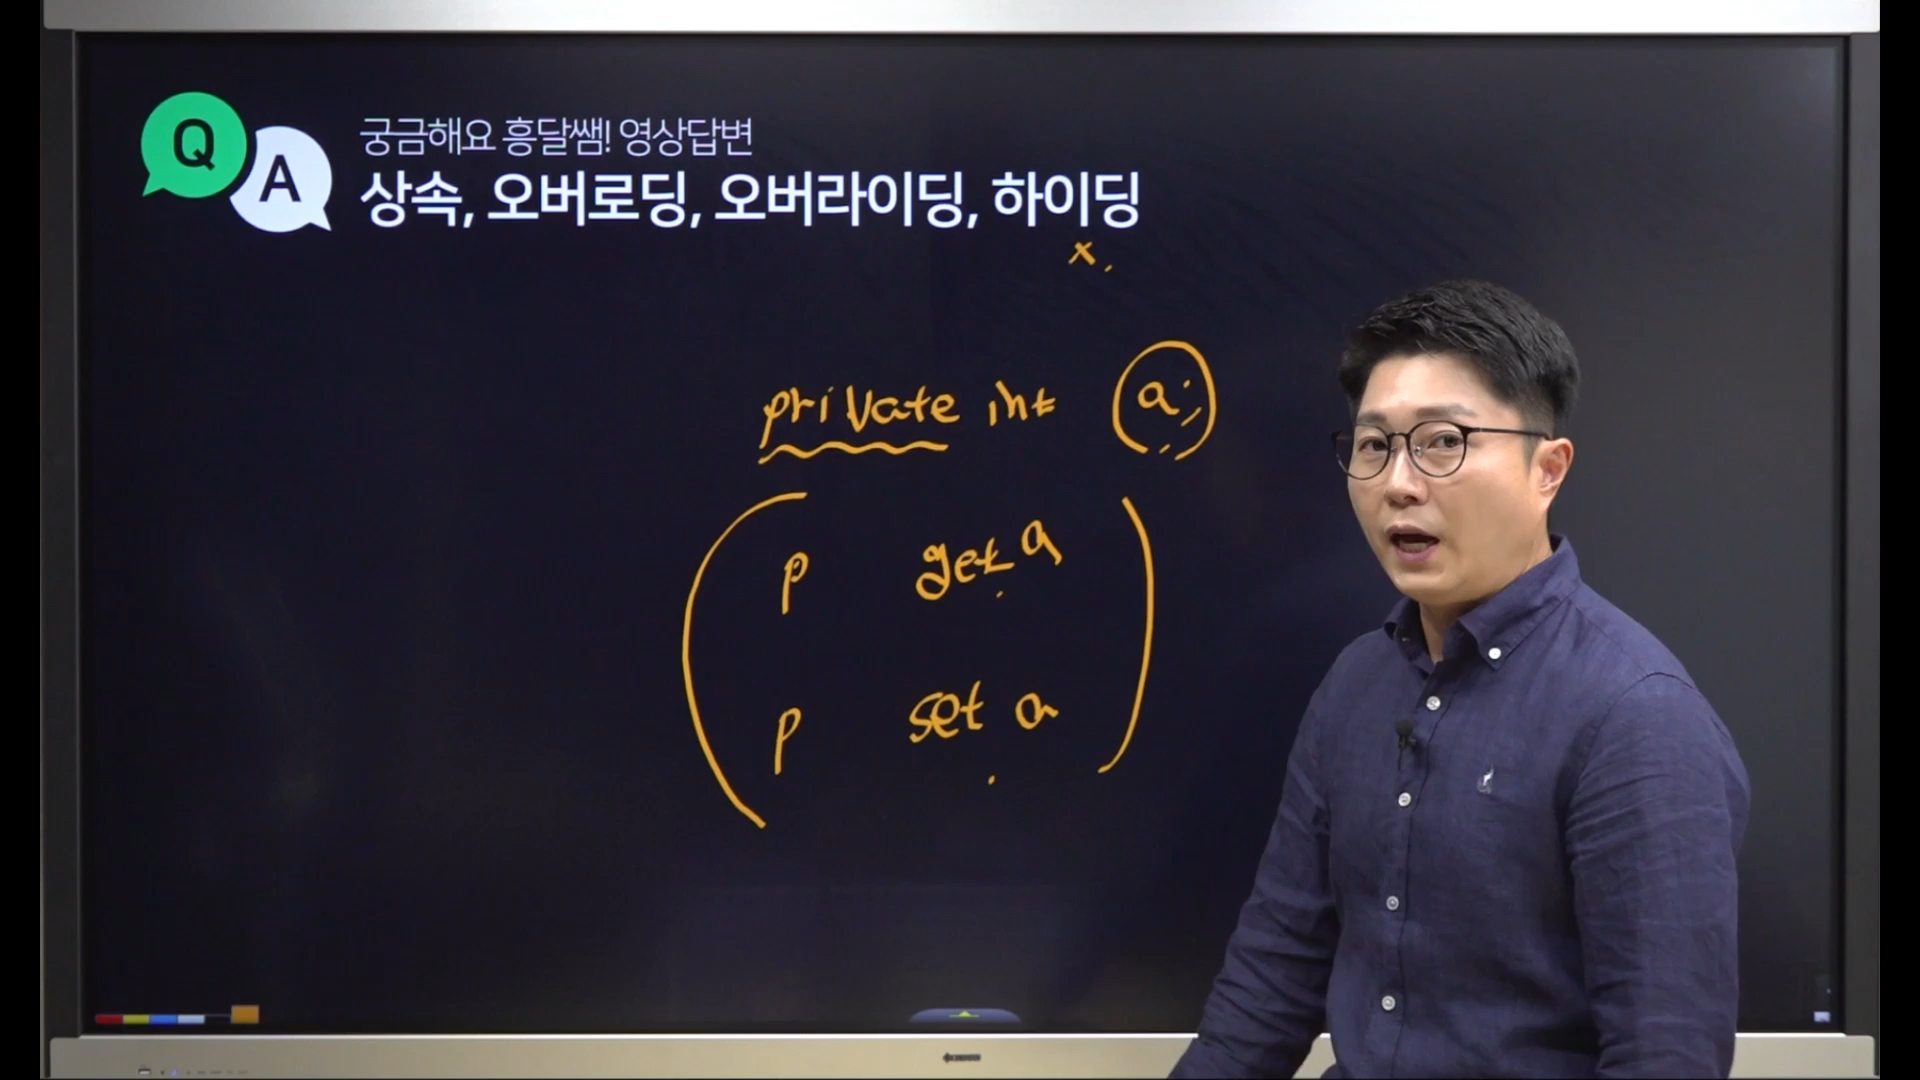 Q
A
궁금해요 흥달쌤! 영상답변
상속, 오버로딩, 오버라이딩, 하이딩
x.
private int a;
p get a
p set a